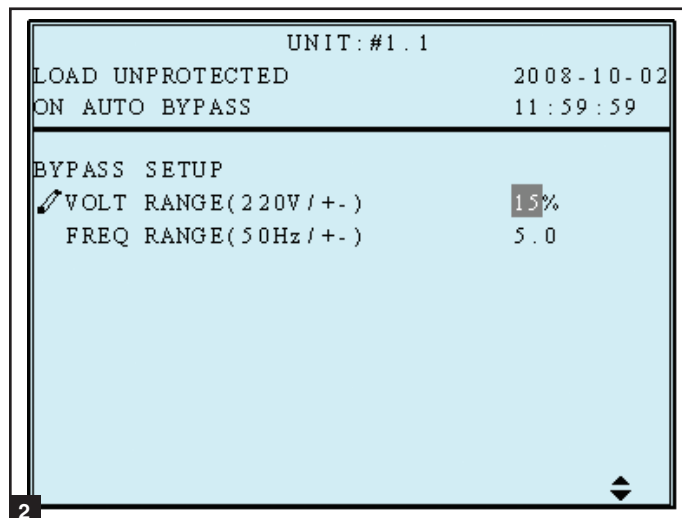 UNIT:#1.1
LOAD UNPROTECTED 2008-10-02
ON AUTO BYPASS 11:59:59
BYPASS SETUP
VOLT RANGE(220V/+-) 15%
FREQ RANGE(50Hz/+-) 5.0
2